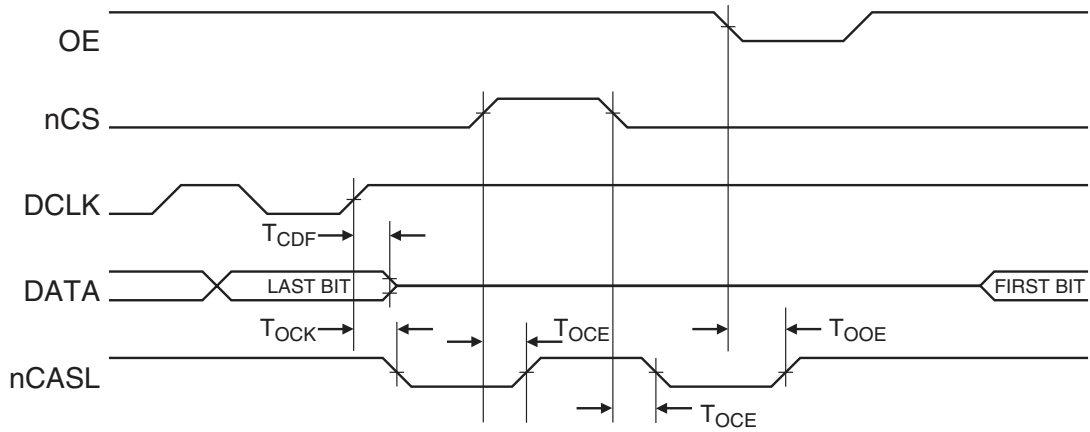 OE
nCS
DCLK
TCDF
DATA
LAST BIT
FIRST BIT
TOCK
TOCE
TOOE
nCASL
TOCE